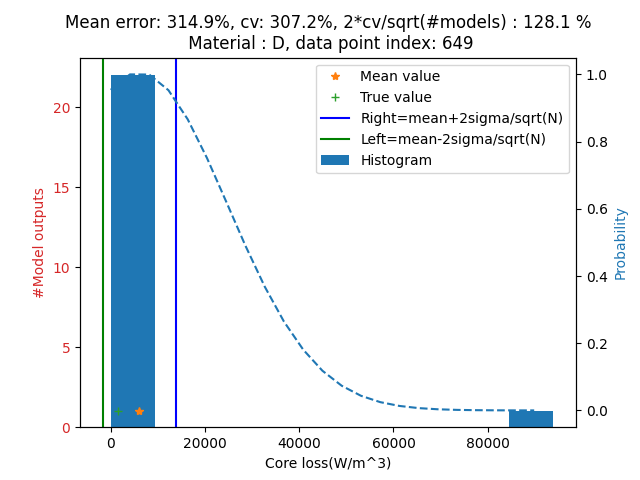 Mean error: 314.9%, cv: 307.2%, 2*cv/sqrt(#models) : 128.1 %
Material : D, data point index: 649
Mean value
True value
Right=mean+2sigma/sqrt(N)
Left=mean-2sigma/sqrt(N)
Histogram
#Model outputs
20
15
10
5
0
1.0
0.8
0.6
0.4
0.2
0.0
Probability
0
20000
40000
60000
80000
Core loss(W/m^3)